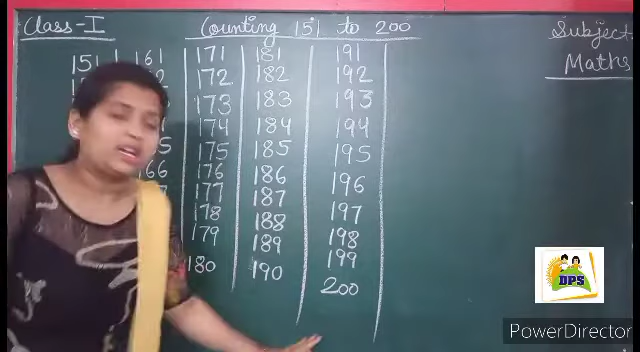 Class-I Counting 151 to 200 Subject
Maths
151 161 171 181 191
172 182 192
173 183 193
174 184 194
175 185 195
166 176 186 196
177 187 197
178 188 198
179 189 199
180 190 200
DPS
PowerDirector